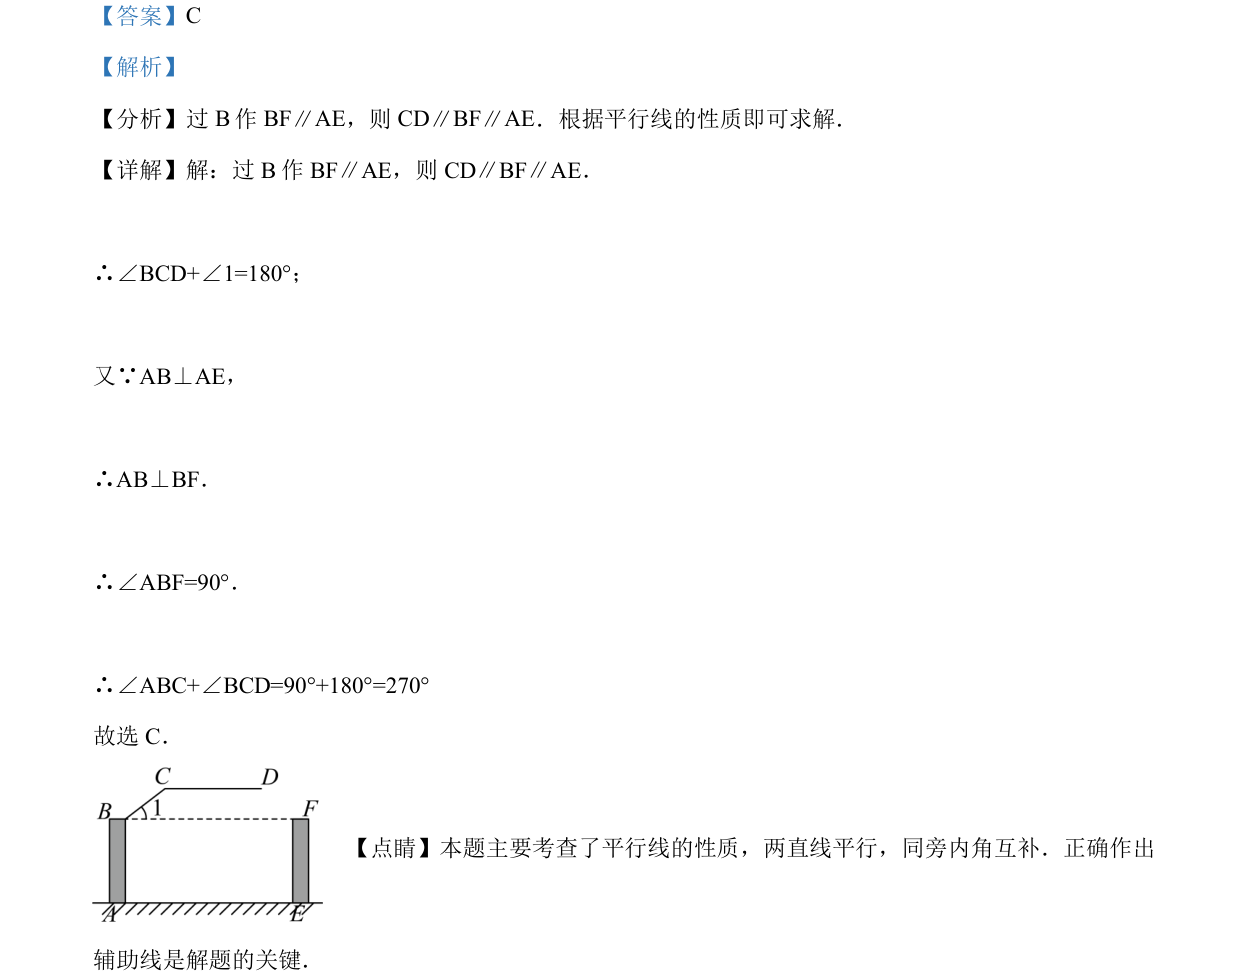 【答案】C
【解析】
【分析】过 B 作 BF∥AE，则 CD∥BF∥AE．根据平行线的性质即可求解．
【详解】解：过 B 作 BF∥AE，则 CD∥BF∥AE．
∴∠BCD+∠1=180°；
又∵AB⊥AE，
∴AB⊥BF．
∴∠ABF=90°．
∴∠ABC+∠BCD=90°+180°=270°
故选 C．
C D
B 1 F
A E
【点睛】本题主要考查了平行线的性质，两直线平行，同旁内角互补．正确作出
辅助线是解题的关键．